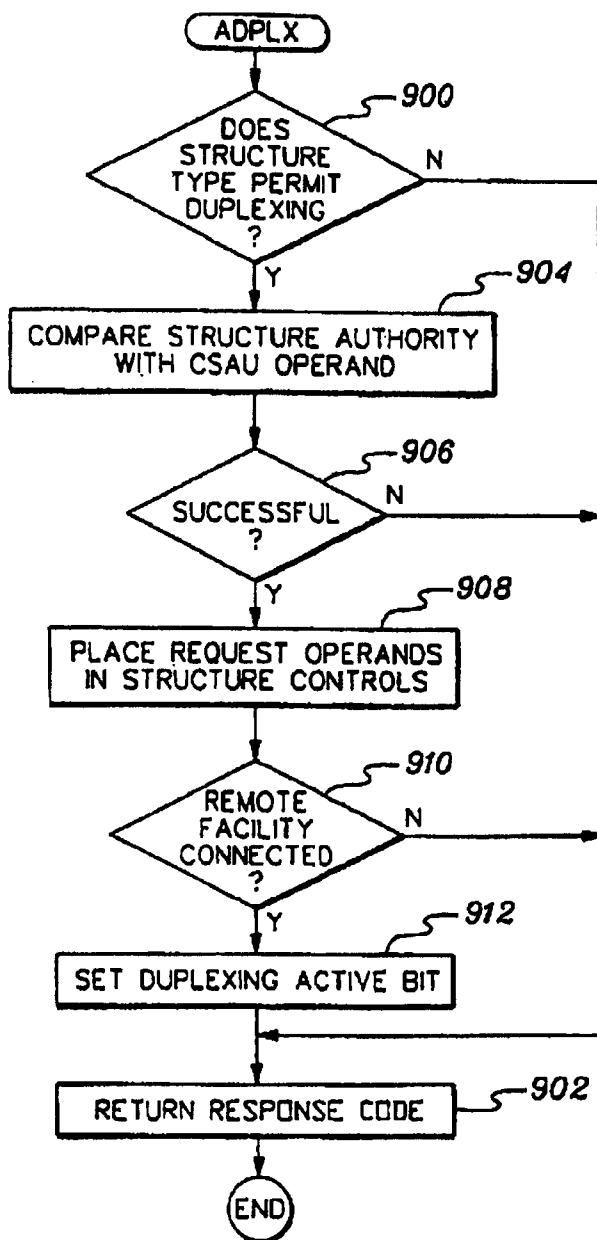 ADPLX
900
DOES
STRUCTURE
TYPE PERMIT
DUPLEXING
?
N
Y
904
COMPARE STRUCTURE AUTHORITY
WITH CSAU OPERAND
906
SUCCESSFUL
?
N
Y
908
PLACE REQUEST OPERANDS
IN STRUCTURE CONTROLS
910
REMOTE
FACILITY
CONNECTED
?
N
Y
912
SET DUPLEXING ACTIVE BIT
902
RETURN RESPONSE CODE
END